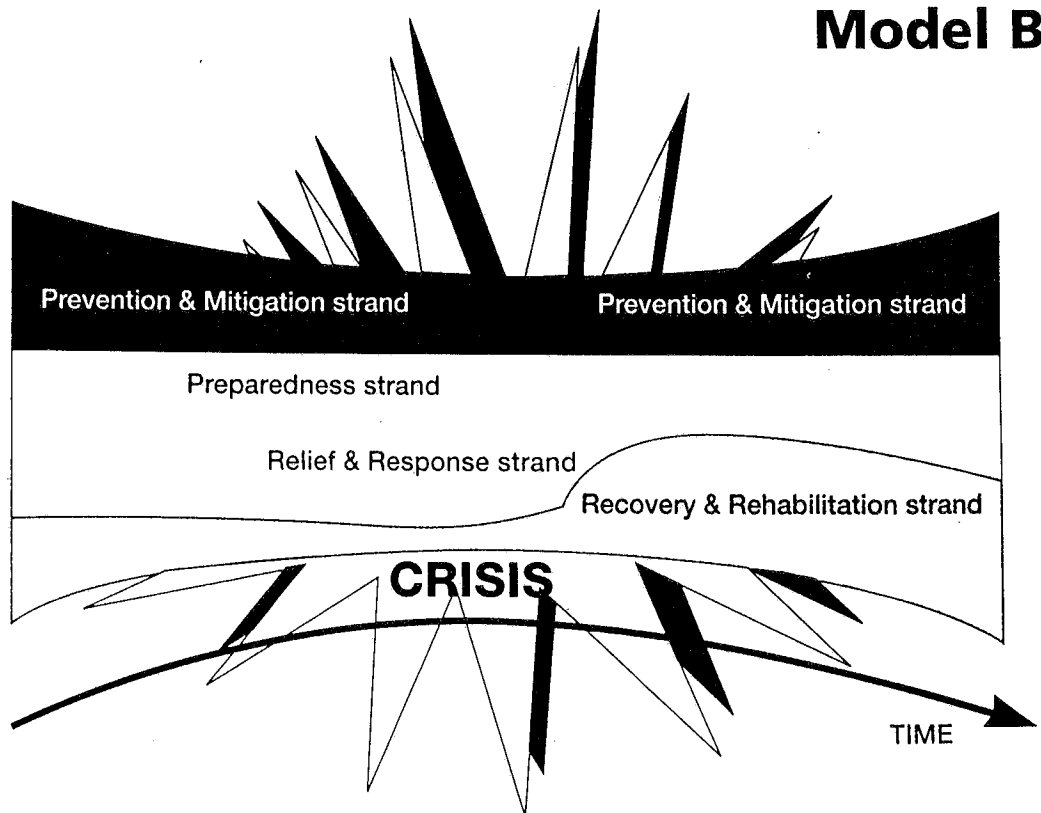 Model B
Prevention & Mitigation strand
Prevention & Mitigation strand
Preparedness strand
Relief & Response strand
Recovery & Rehabilitation strand
CRISIS
TIME